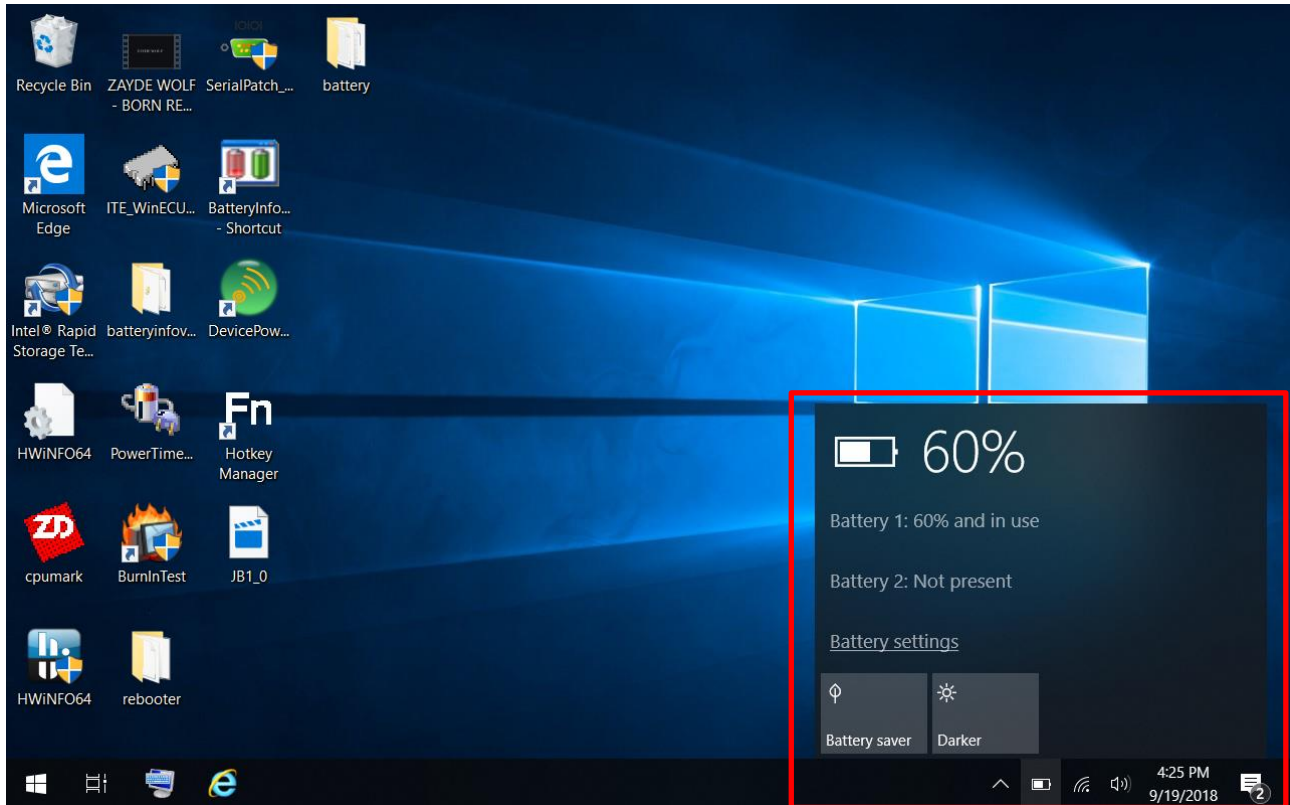 Recycle Bin
ZAYDE WOLF
- BORN RE...
SerialPatch_...
battery
Microsoft
Edge
ITE_WinECU...
BatteryInfo...
- Shortcut
Intel® Rapid
Storage Te...
batteryinfov...
DevicePow...
HWiNFO64
PowerTime...
Fn
Hotkey
Manager
ZD
cpumark
BurnInTest
JB1_0
HWiNFO64
rebooter
60%
Battery 1: 60% and in use
Battery 2: Not present
Battery settings
Battery saver
Darker
4:25 PM
9/19/2018
2